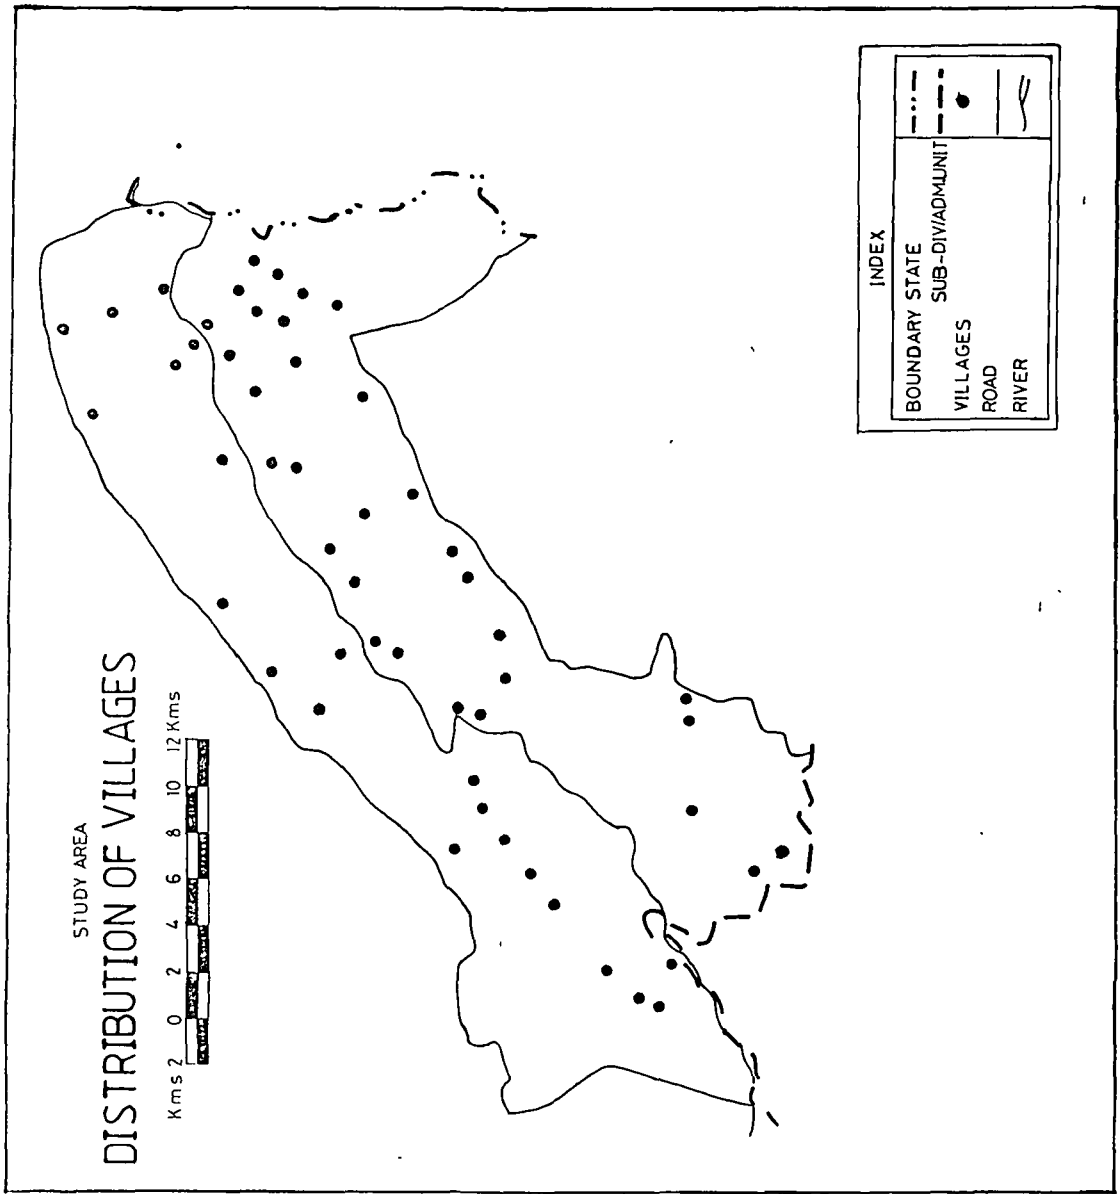 STUDY AREA
DISTRIBUTION OF VILLAGES
Kms 2 0 2 4 6 8 10 12 Kms
INDEX
BOUNDARY STATE
SUB-DIV/ADM.UNIT
VILLAGES
ROAD
RIVER